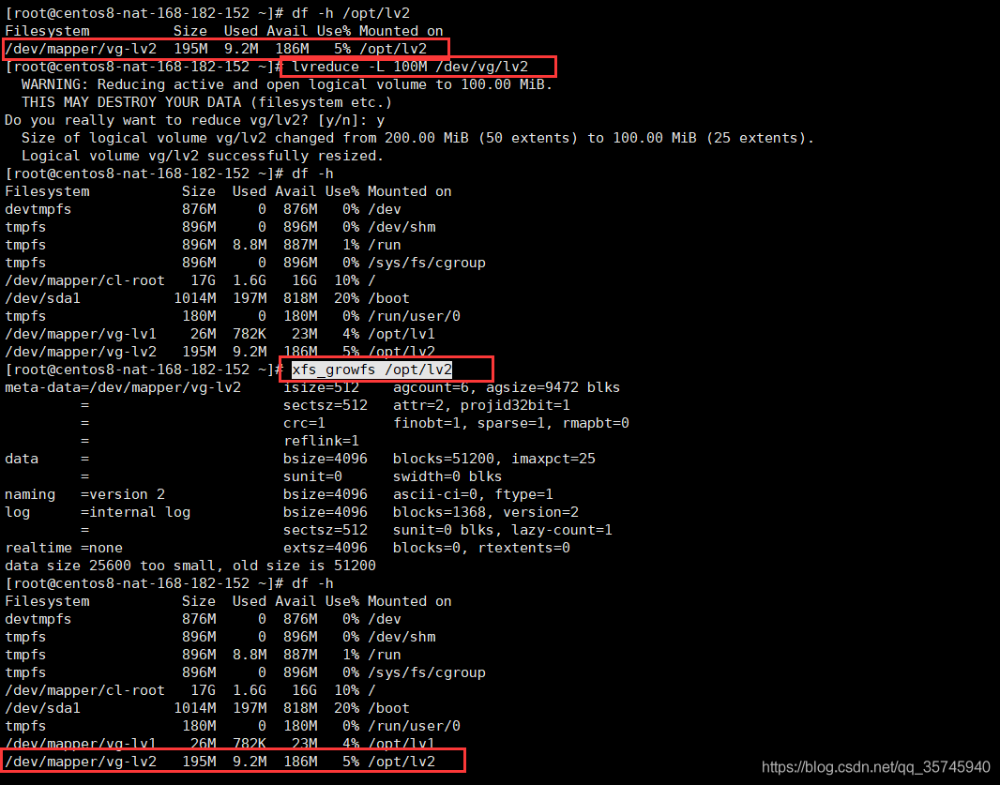 [root@centos8-nat-168-182-152 ~]# df -h /opt/lv2
Filesystem          Size  Used Avail Use% Mounted on
/dev/mapper/vg-lv2  195M  9.2M  186M   5% /opt/lv2
[root@centos8-nat-168-182-152 ~]# lvreduce -L 100M /dev/vg/lv2
  WARNING: Reducing active and open logical volume to 100.00 MiB.
  THIS MAY DESTROY YOUR DATA (filesystem etc.)
Do you really want to reduce vg/lv2? [y/n]: y
  Size of logical volume vg/lv2 changed from 200.00 MiB (50 extents) to 100.00 MiB (25 extents).
  Logical volume vg/lv2 successfully resized.
[root@centos8-nat-168-182-152 ~]# df -h
Filesystem           Size  Used Avail Use% Mounted on
devtmpfs             876M     0  876M   0% /dev
tmpfs                896M     0  896M   0% /dev/shm
tmpfs                896M  8.8M  887M   1% /run
tmpfs                896M     0  896M   0% /sys/fs/cgroup
/dev/mapper/cl-root   17G  1.6G   16G  10% /
/dev/sda1           1014M  197M  818M  20% /boot
tmpfs                180M     0  180M   0% /run/user/0
/dev/mapper/vg-lv1    26M  782K   23M   4% /opt/lv1
/dev/mapper/vg-lv2   195M  9.2M  186M   5% /opt/lv2
[root@centos8-nat-168-182-152 ~]# xfs_growfs /opt/lv2
meta-data=/dev/mapper/vg-lv2     isize=512    agcount=6, agsize=9472 blks
         =                       sectsz=512   attr=2, projid32bit=1
         =                       crc=1        finobt=1, sparse=1, rmapbt=0
         =                       reflink=1
data     =                       bsize=4096   blocks=51200, imaxpct=25
         =                       sunit=0      swidth=0 blks
naming   =version 2              bsize=4096   ascii-ci=0, ftype=1
log      =internal log           bsize=4096   blocks=1368, version=2
         =                       sectsz=512   sunit=0 blks, lazy-count=1
realtime =none                   extsz=4096   blocks=0, rtextents=0
data size 25600 too small, old size is 51200
[root@centos8-nat-168-182-152 ~]# df -h
Filesystem           Size  Used Avail Use% Mounted on
devtmpfs             876M     0  876M   0% /dev
tmpfs                896M     0  896M   0% /dev/shm
tmpfs                896M  8.8M  887M   1% /run
tmpfs                896M     0  896M   0% /sys/fs/cgroup
/dev/mapper/cl-root   17G  1.6G   16G  10% /
/dev/sda1           1014M  197M  818M  20% /boot
tmpfs                180M     0  180M   0% /run/user/0
/dev/mapper/vg-lv1    26M  782K   23M   4% /opt/lv1
/dev/mapper/vg-lv2   195M  9.2M  186M   5% /opt/lv2
https://blog.csdn.net/qq_35745940